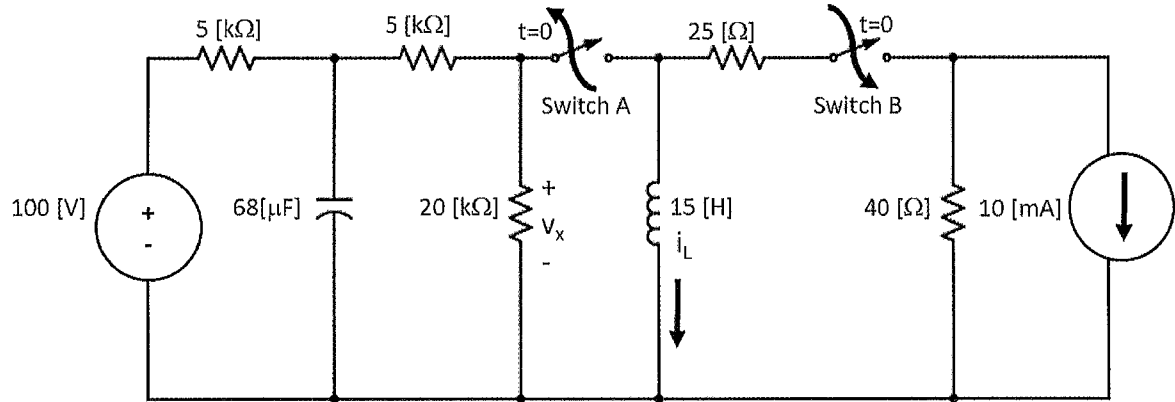 5 [kΩ]
5 [kΩ]
t=0
25 [Ω]
t=0
Switch A
Switch B
100 [V]
+
-
68[μF]
20 [kΩ]
+
v_x
-
15 [H]
i_L
40 [Ω]
10 [mA]